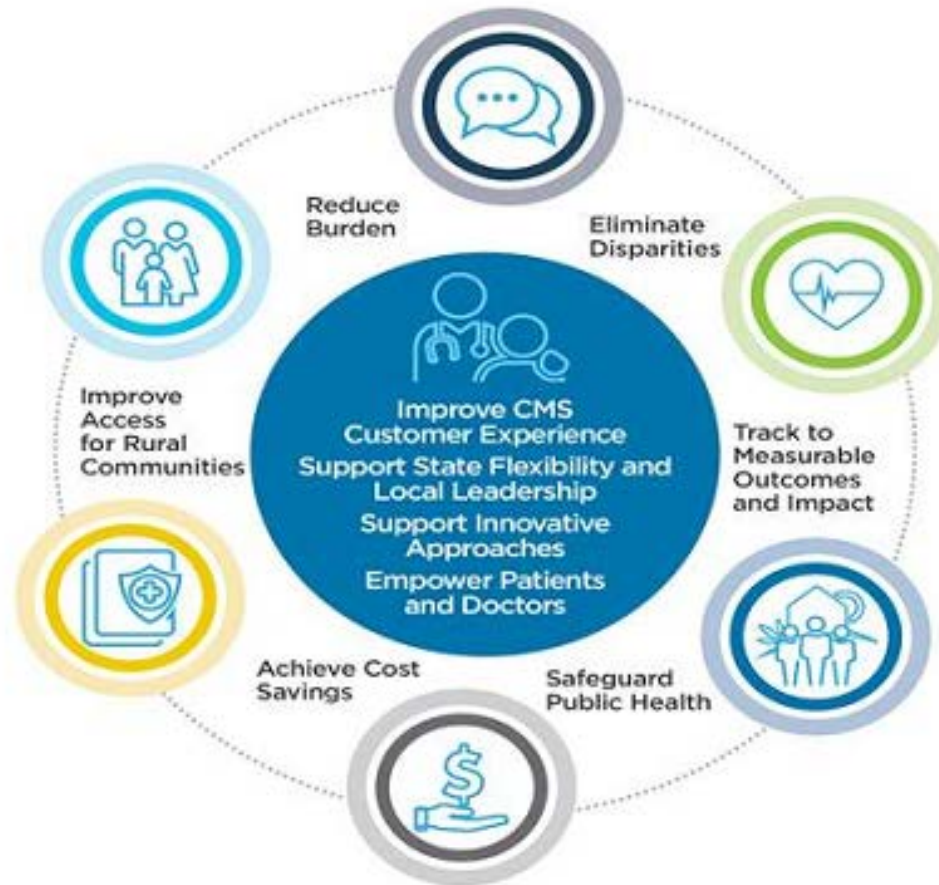 Reduce
Burden
Eliminate
Disparities
Improve
Access
for Rural
Communities
Improve CMS
Customer Experience
Support State Flexibility and
Local Leadership
Support Innovative
Approaches
Empower Patients
and Doctors
Track to
Measurable
Outcomes
and Impact
Achieve Cost
Savings
$
Safeguard
Public Health